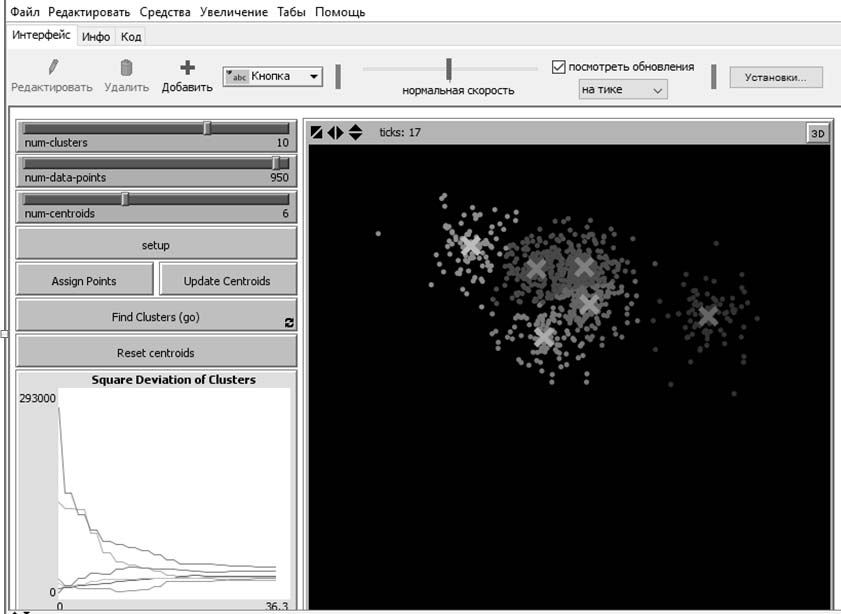 Файл Редактировать Средства Увеличение Табы Помощь
Интерфейс Инфо Код
Редактировать Удалить Добавить abc Кнопка нормальная скорость посмотреть обновления на тике Установки...
ticks: 17 3D
num-clusters 10
num-data-points 950
num-centroids 6
setup
Assign Points Update Centroids
Find Clusters (go)
Reset centroids
Square Deviation of Clusters
293000
0
0 36.3